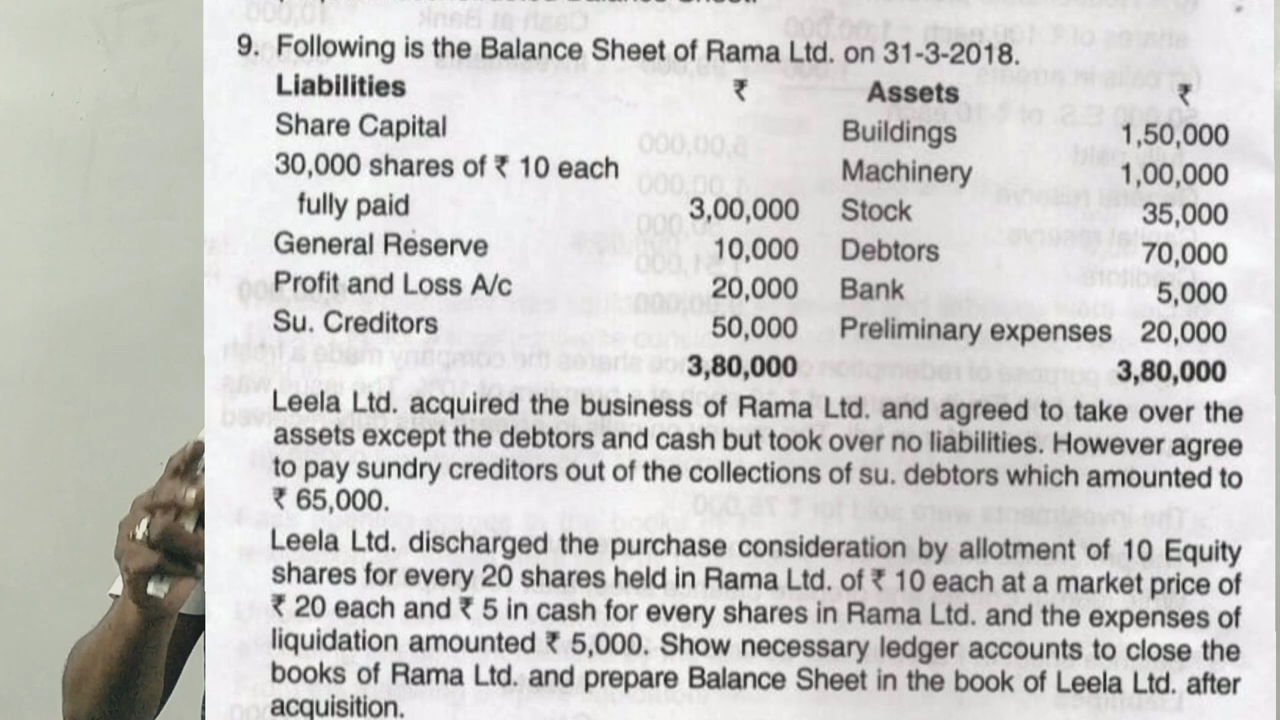 9. Following is the Balance Sheet of Rama Ltd. on 31-3-2018.
Liabilities ₹ Assets ₹
Share Capital Buildings 1,50,000
30,000 shares of ₹ 10 each Machinery 1,00,000
fully paid 3,00,000 Stock 35,000
General Reserve 10,000 Debtors 70,000
Profit and Loss A/c 20,000 Bank 5,000
Su. Creditors 50,000 Preliminary expenses 20,000
3,80,000 3,80,000
Leela Ltd. acquired the business of Rama Ltd. and agreed to take over the
assets except the debtors and cash but took over no liabilities. However agree
to pay sundry creditors out of the collections of su. debtors which amounted to
₹ 65,000.
Leela Ltd. discharged the purchase consideration by allotment of 10 Equity
shares for every 20 shares held in Rama Ltd. of ₹ 10 each at a market price of
₹ 20 each and ₹ 5 in cash for every shares in Rama Ltd. and the expenses of
liquidation amounted ₹ 5,000. Show necessary ledger accounts to close the
books of Rama Ltd. and prepare Balance Sheet in the book of Leela Ltd. after
acquisition.